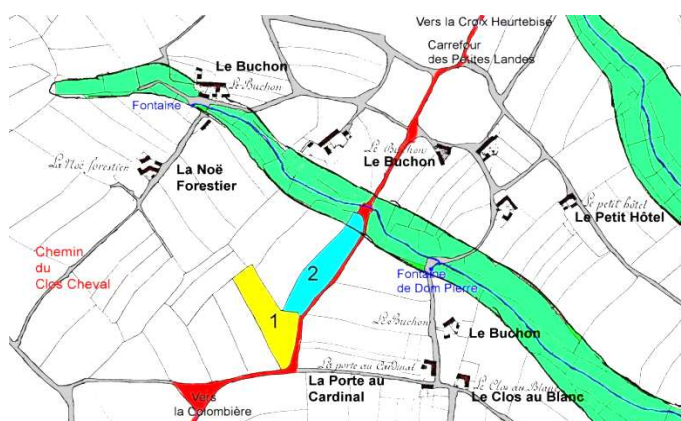 Vers la Croix Heurtebise
Carrefour
des Petites Landes
Le Buchon
Le Buchon
Fontaine
Le Buchon
Le Buchon
La Noë forestier
La Noë
Forestier
Le petit hôtel
Le Petit Hôtel
Chemin
du
Clos Cheval
2
Fontaine
de Dom Pierre
1
Le Buchon
Le Buchon
La porte au Cardinal
La Porte au
Cardinal
Le Clos au Blanc
Le Clos au Blanc
Vers
la Colombière